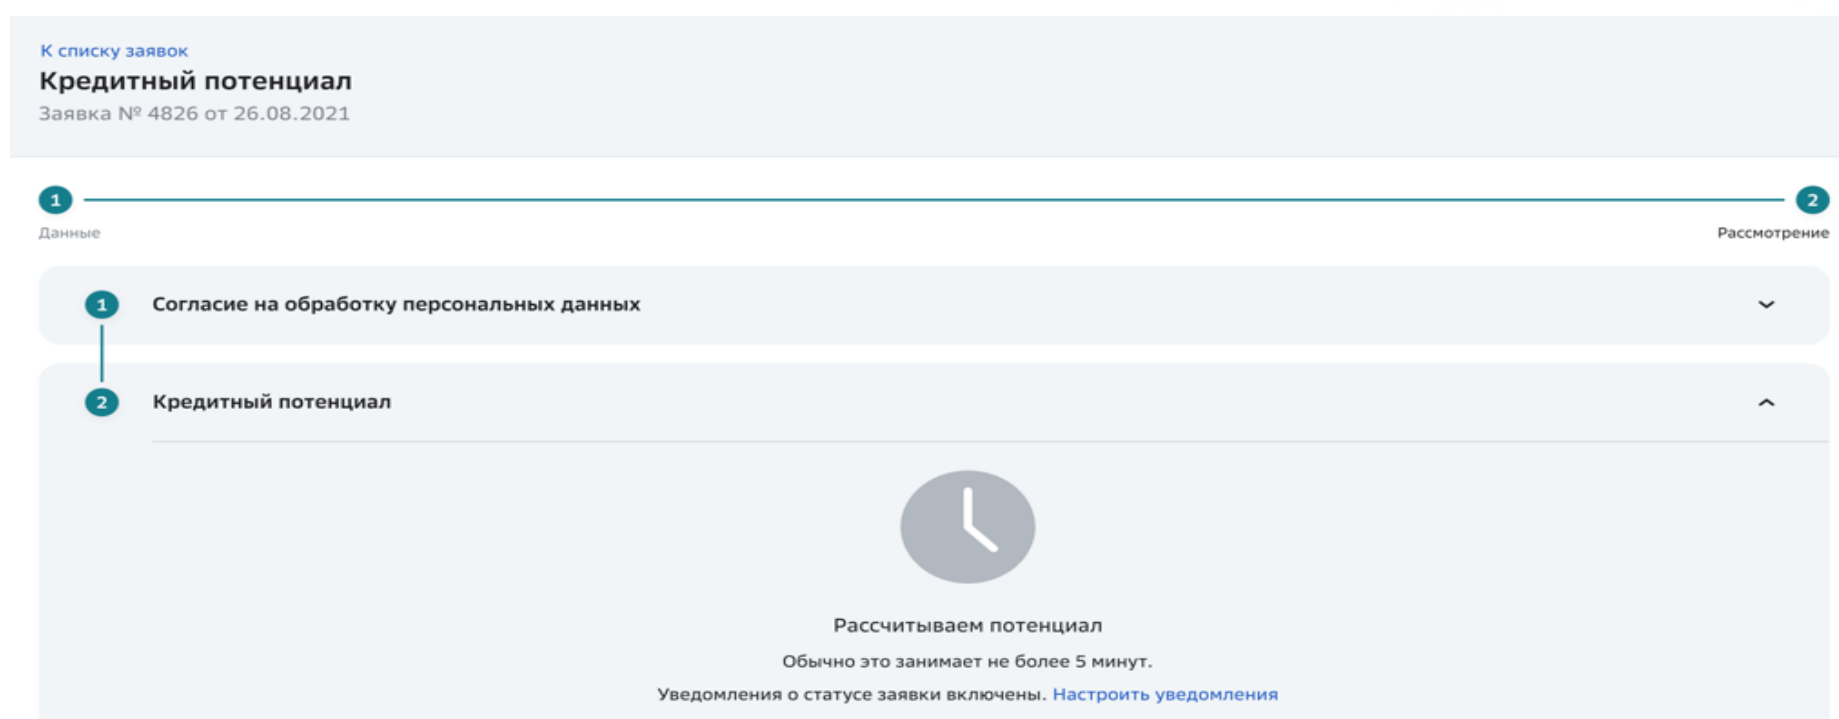 К списку заявок
Кредитный потенциал
Заявка № 4826 от 26.08.2021
1
2
Данные
Рассмотрение
1 Согласие на обработку персональных данных
2 Кредитный потенциал
Рассчитываем потенциал
Обычно это занимает не более 5 минут.
Уведомления о статусе заявки включены. Настроить уведомления